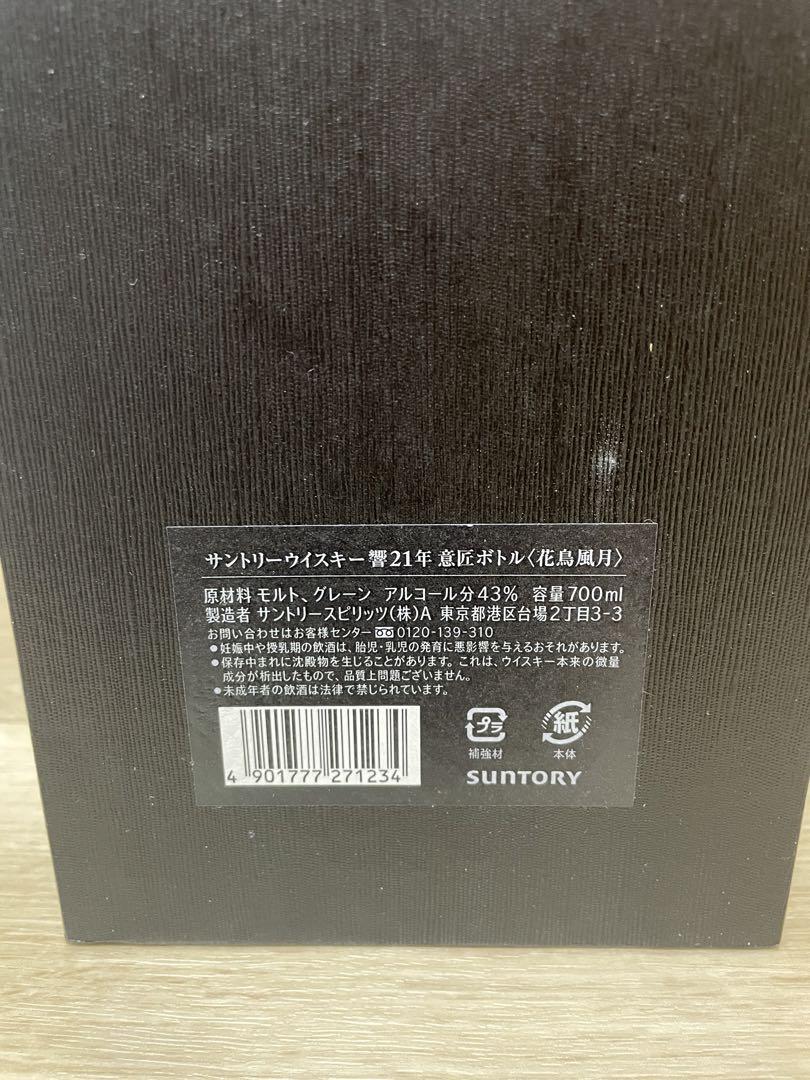 サントリーウイスキー 響21年 意匠ボトル〈花鳥風月〉
原材料 モルト、グレーン アルコール分43% 容量700ml
製造者 サントリースピリッツ(株)A 東京都港区台場2丁目3-3
お問い合わせはお客様センター 0120-139-310
●妊娠中や授乳期の飲酒は、胎児・乳児の発育に悪影響を与えるおそれがあります。
●保存中まれに沈殿物を生じることがあります。これは、ウイスキー本来の微量
成分が析出したもので、品質上問題ございません。
●未成年者の飲酒は法律で禁じられています。
4 901777 271234
プラ
補強材
紙
本体
SUNTORY